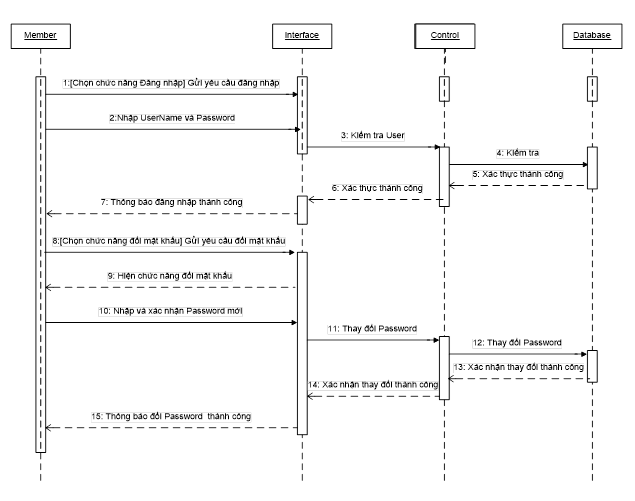 Member
Interface
Control
Database
1:[Chọn chức năng Đăng nhập] Gửi yêu cầu đăng nhập
2:Nhập UserName và Password
3: Kiểm tra User
4: Kiểm tra
5: Xác thực thành công
6: Xác thực thành công
7: Thông báo đăng nhập thành công
8:[Chọn chức năng đổi mật khẩu] Gửi yêu cầu đổi mật khẩu
9: Hiện chức năng đổi mật khẩu
10: Nhập và xác nhận Password mới
11: Thay đổi Password
12: Thay đổi Password
13: Xác nhận thay đổi thành công
14: Xác nhận thay đổi thành công
15: Thông báo đổi Password thành công